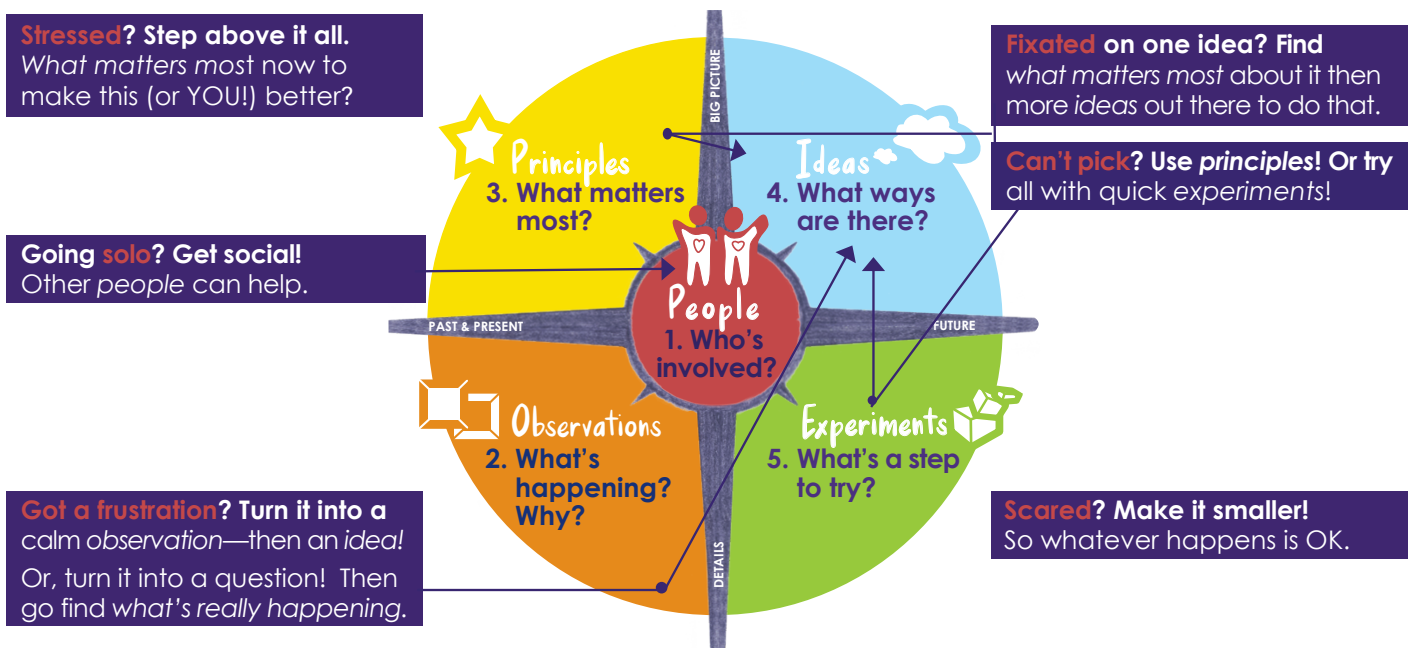 Stressed? Step above it all.
What matters most now to
make this (or YOU!) better?
Going solo? Get social!
Other people can help.
Got a frustration? Turn it into a
calm observation—then an idea!
Or, turn it into a question! Then
go find what's really happening.
BIG PICTURE
Principles
3. What matters
most?
Ideas
4. What ways
are there?
PAST & PRESENT
People
1. Who's
involved?
FUTURE
Observations
2. What's
happening?
Why?
Experiments
5. What's a step
to try?
DETAILS
Fixated on one idea? Find
what matters most about it then
more ideas out there to do that.
Can't pick? Use principles! Or try
all with quick experiments!
Scared? Make it smaller!
So whatever happens is OK.